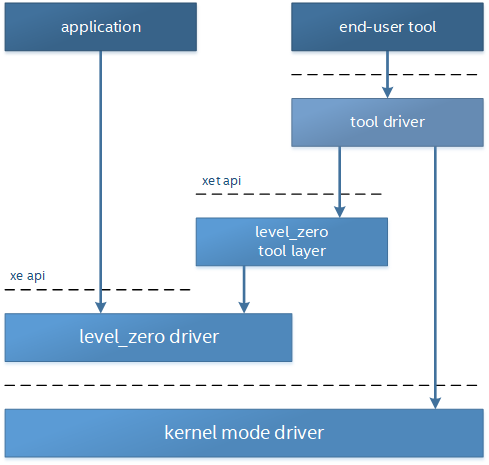 application
end-user tool
tool driver
xet api
level_zero
tool layer
xe api
level_zero driver
kernel mode driver